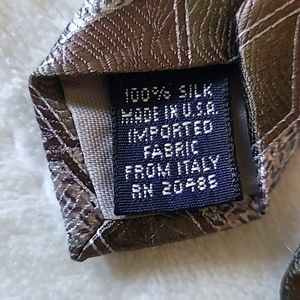 100% SILK
MADE IN U.S.A.
IMPORTED
FABRIC
FROM ITALY
RN 20485